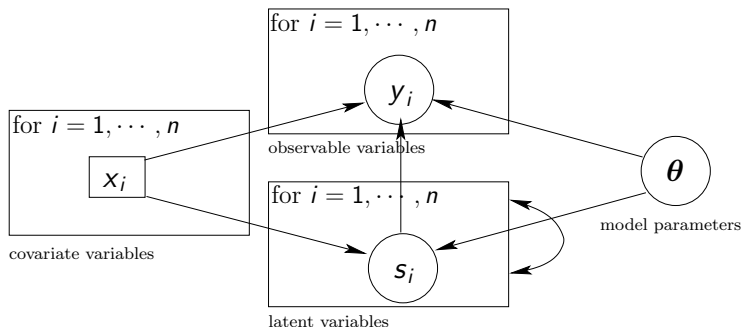 for i = 1, ⋯ , n
y_i
observable variables
for i = 1, ⋯ , n
x_i
covariate variables
θ
model parameters
for i = 1, ⋯ , n
s_i
latent variables